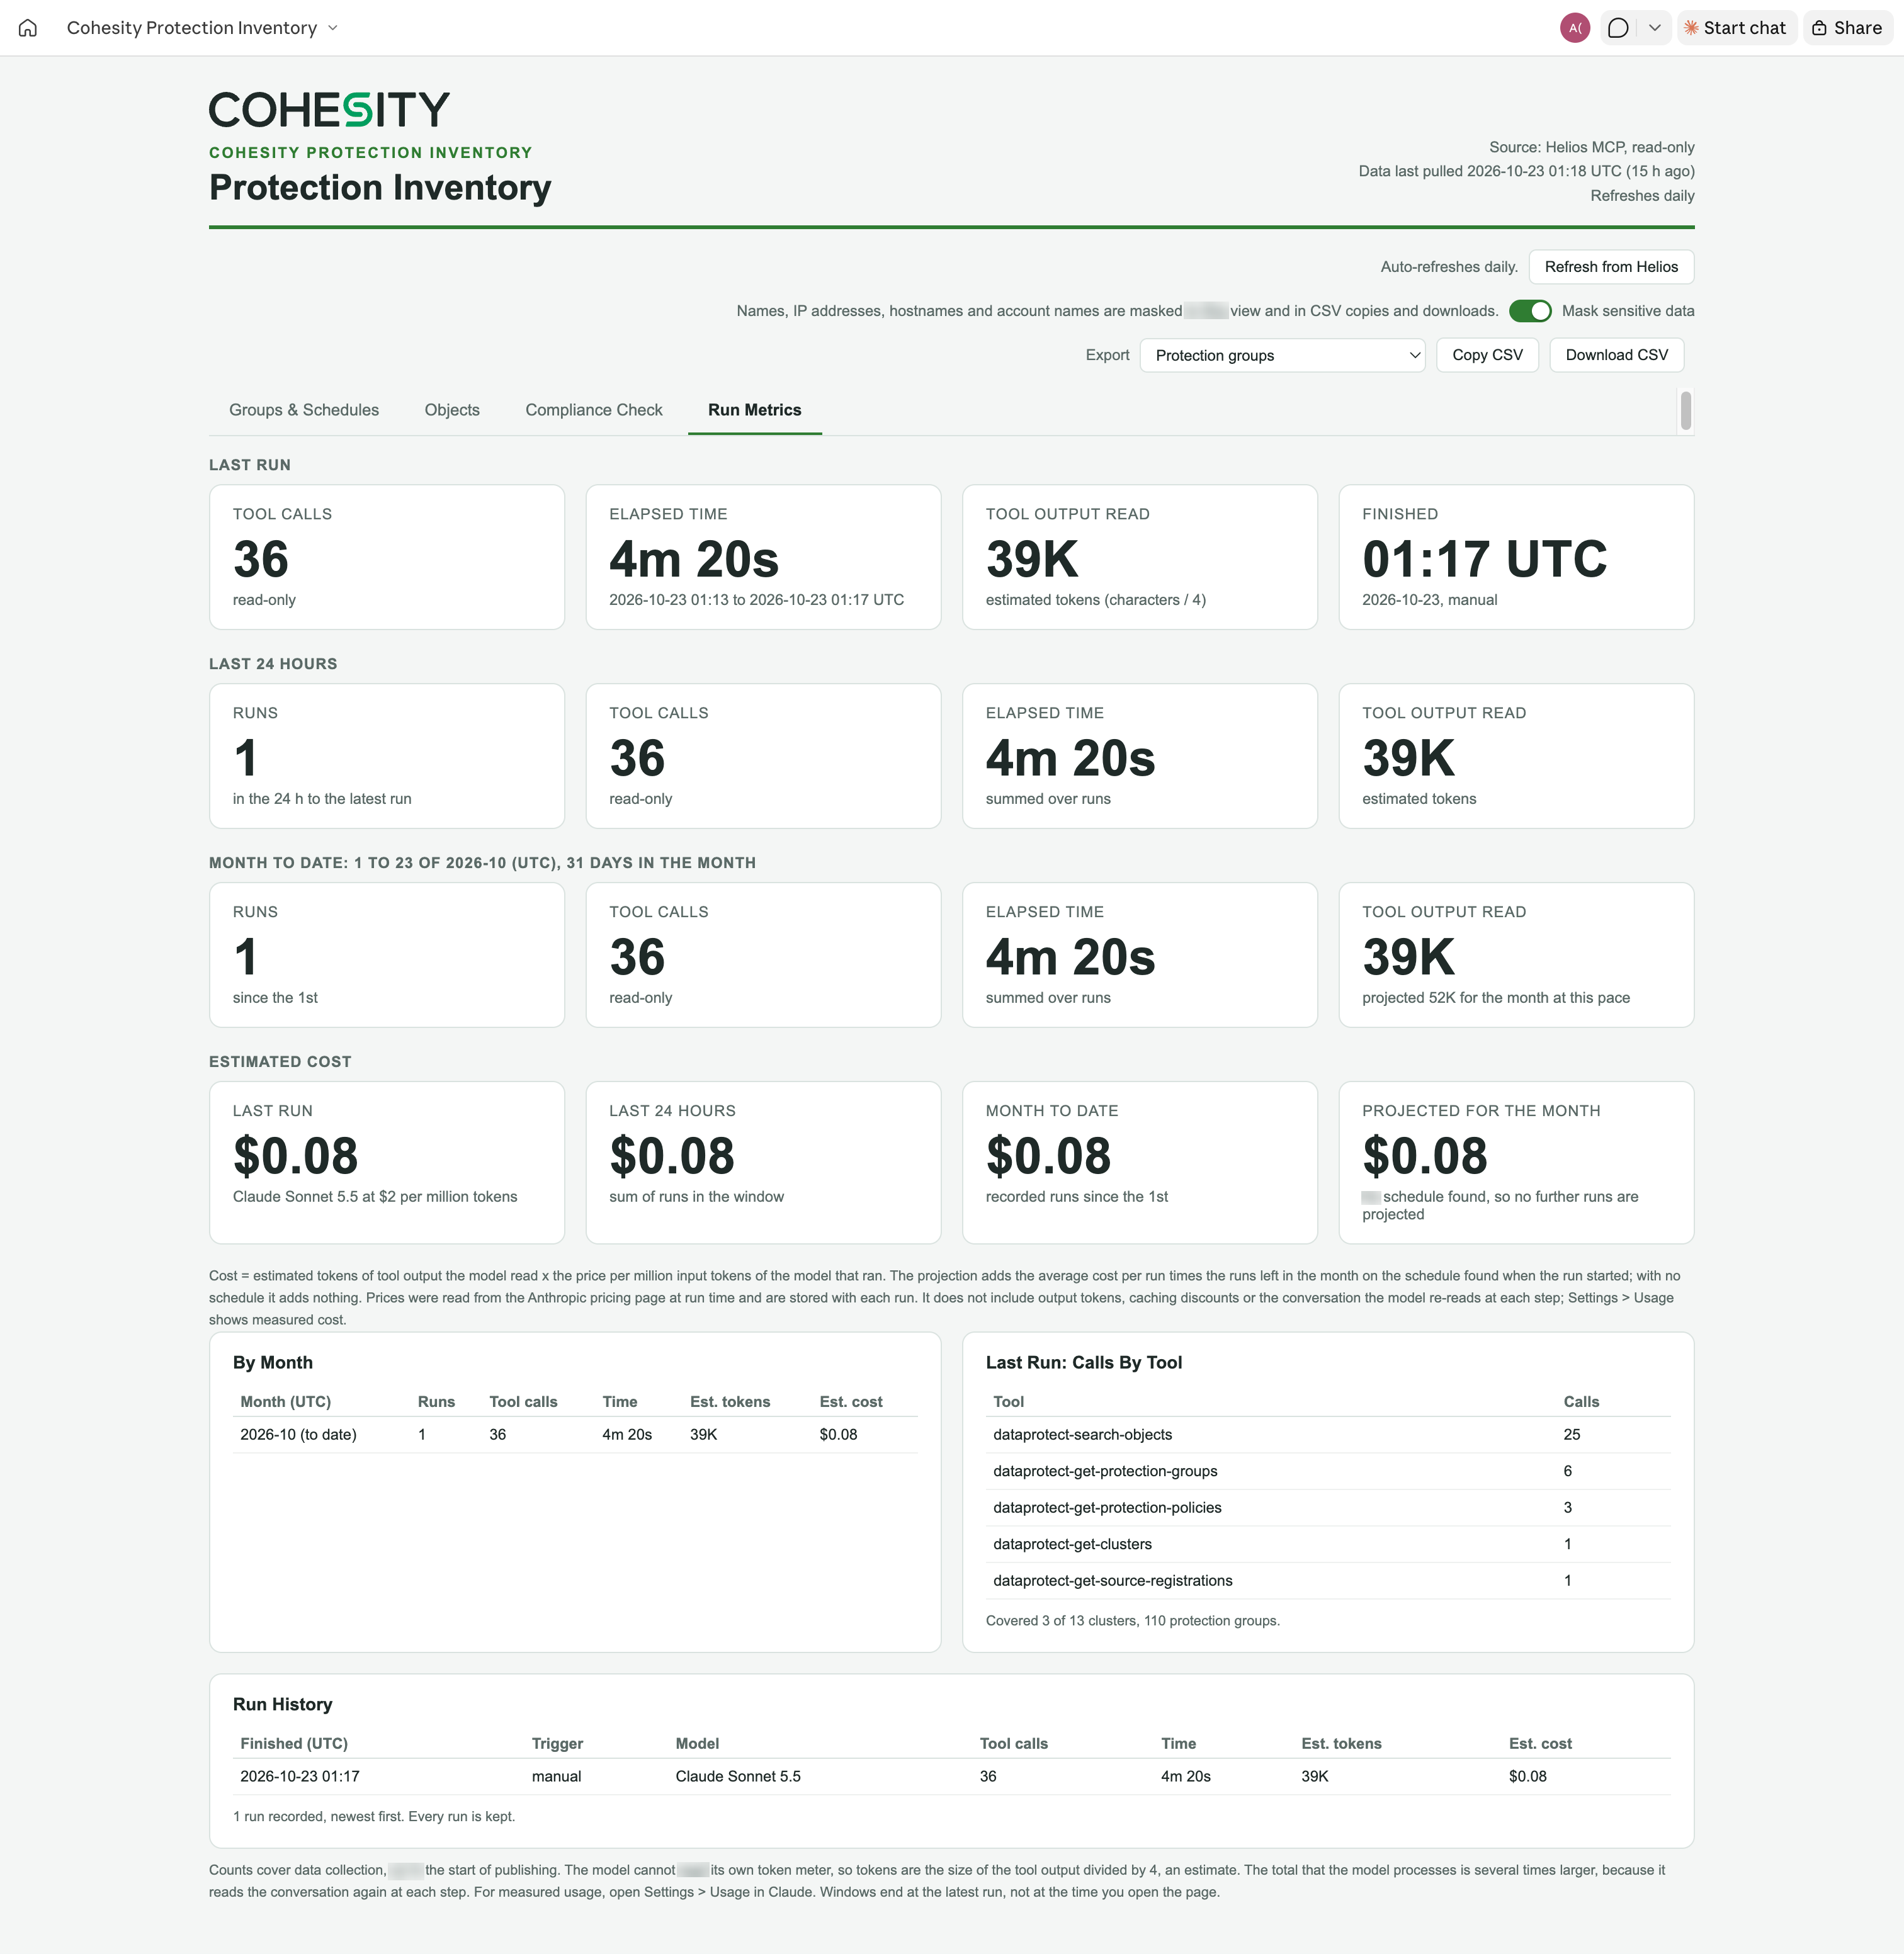 Cohesity Protection Inventory
A(
Start chat
Share
COHESITY
COHESITY PROTECTION INVENTORY
Protection Inventory
Source: Helios MCP, read-only
Data last pulled 2026-10-23 01:18 UTC (15 h ago)
Refreshes daily
Auto-refreshes daily.
Refresh from Helios
Names, IP addresses, hostnames and account names are masked view and in CSV copies and downloads.
Mask sensitive data
Export
Protection groups
Copy CSV
Download CSV
Groups & Schedules
Objects
Compliance Check
Run Metrics
LAST RUN
TOOL CALLS
36
read-only
ELAPSED TIME
4m 20s
2026-10-23 01:13 to 2026-10-23 01:17 UTC
TOOL OUTPUT READ
39K
estimated tokens (characters / 4)
FINISHED
01:17 UTC
2026-10-23, manual
LAST 24 HOURS
RUNS
1
in the 24 h to the latest run
TOOL CALLS
36
read-only
ELAPSED TIME
4m 20s
summed over runs
TOOL OUTPUT READ
39K
estimated tokens
MONTH TO DATE: 1 TO 23 OF 2026-10 (UTC), 31 DAYS IN THE MONTH
RUNS
1
since the 1st
TOOL CALLS
36
read-only
ELAPSED TIME
4m 20s
summed over runs
TOOL OUTPUT READ
39K
projected 52K for the month at this pace
ESTIMATED COST
LAST RUN
$0.08
Claude Sonnet 5.5 at $2 per million tokens
LAST 24 HOURS
$0.08
sum of runs in the window
MONTH TO DATE
$0.08
recorded runs since the 1st
PROJECTED FOR THE MONTH
$0.08
schedule found, so no further runs are
projected
Cost = estimated tokens of tool output the model read x the price per million input tokens of the model that ran. The projection adds the average cost per run times the runs left in the month on the schedule found when the run started; with no
schedule it adds nothing. Prices were read from the Anthropic pricing page at run time and are stored with each run. It does not include output tokens, caching discounts or the conversation the model re-reads at each step; Settings > Usage
shows measured cost.
By Month
Month (UTC) Runs Tool calls Time Est. tokens Est. cost
2026-10 (to date) 1 36 4m 20s 39K $0.08
Last Run: Calls By Tool
Tool Calls
dataprotect-search-objects 25
dataprotect-get-protection-groups 6
dataprotect-get-protection-policies 3
dataprotect-get-clusters 1
dataprotect-get-source-registrations 1
Covered 3 of 13 clusters, 110 protection groups.
Run History
Finished (UTC) Trigger Model Tool calls Time Est. tokens Est. cost
2026-10-23 01:17 manual Claude Sonnet 5.5 36 4m 20s 39K $0.08
1 run recorded, newest first. Every run is kept.
Counts cover data collection, the start of publishing. The model cannot its own token meter, so tokens are the size of the tool output divided by 4, an estimate. The total that the model processes is several times larger, because it
reads the conversation again at each step. For measured usage, open Settings > Usage in Claude. Windows end at the latest run, not at the time you open the page.